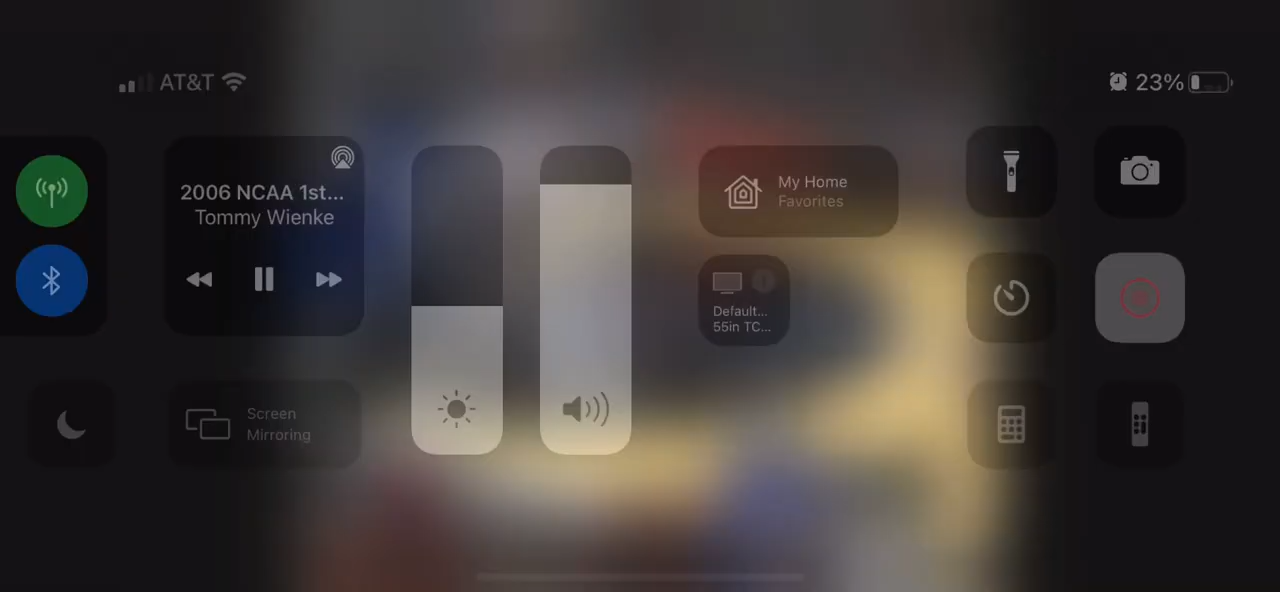 AT&T
23%
2006 NCAA 1st...
Tommy Wienke
My Home
Favorites
Default...
55in TC...
Screen
Mirroring